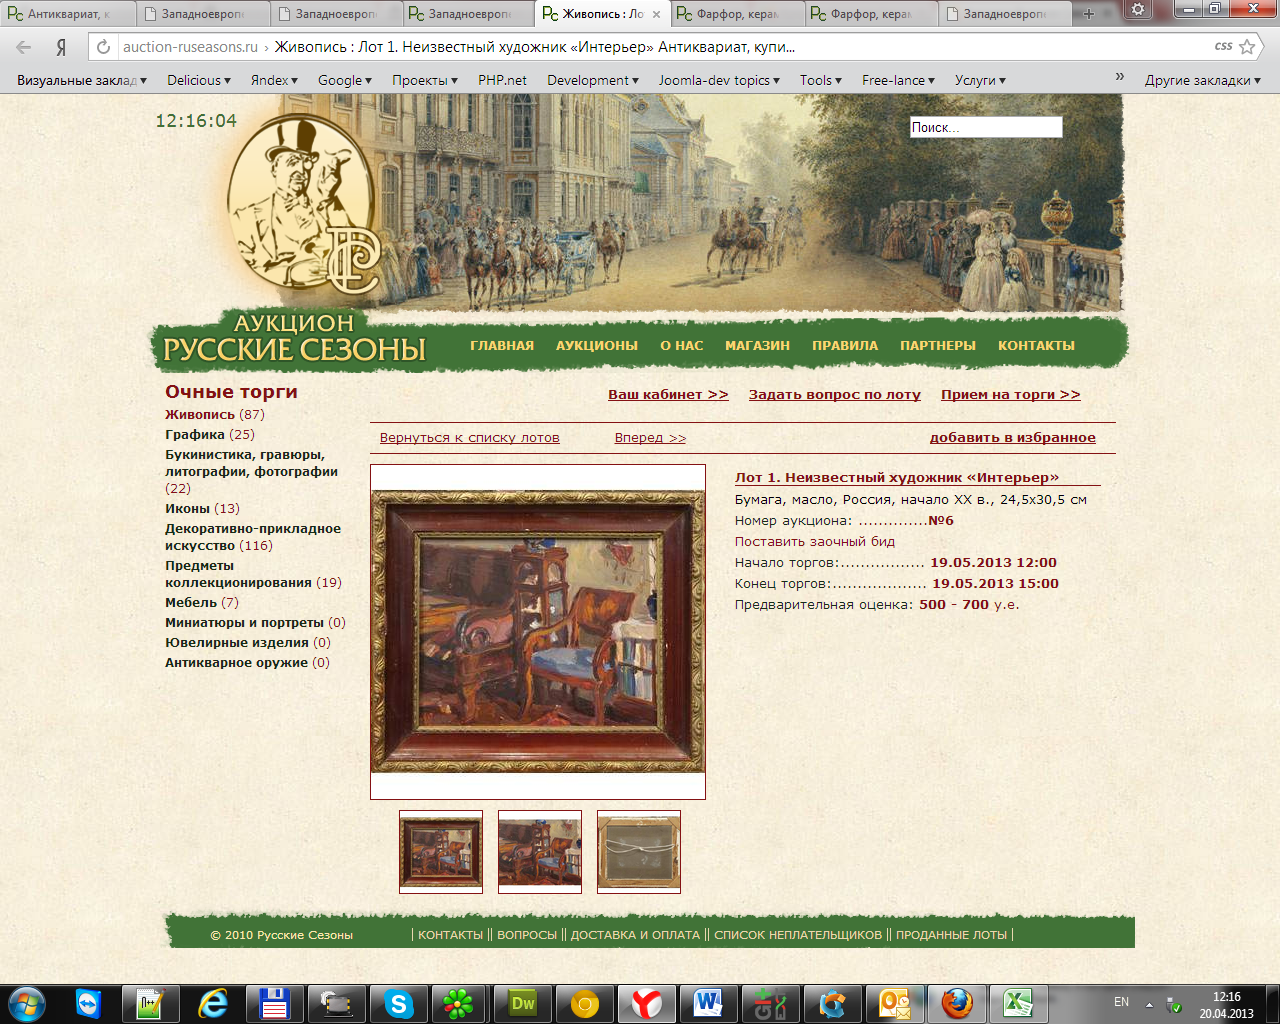 Антиквариат, к
Западноевроп
Западноевроп
Западноевроп
Живопись : Ло
Фарфор, керам
Фарфор, керам
Западноевроп
Я
auction-ruseasons.ru › Живопись : Лот 1. Неизвестный художник «Интерьер» Антиквариат, купи...
css
Визуальные заклад
Delicious
Яndex
Google
Проекты
PHP.net
Development
Joomla-dev topics
Tools
Free-lance
Услуги
»
Другие закладки
12:16:04
Поиск...
АУКЦИОН
РУССКИЕ СЕЗОНЫ
ГЛАВНАЯ АУКЦИОНЫ О НАС МАГАЗИН ПРАВИЛА ПАРТНЕРЫ КОНТАКТЫ
Очные торги
Живопись (87)
Графика (25)
Букинистика, гравюры,
литографии, фотографии
(22)
Иконы (13)
Декоративно-прикладное
искусство (116)
Предметы
коллекционирования (19)
Мебель (7)
Миниатюры и портреты (0)
Ювелирные изделия (0)
Антикварное оружие (0)
Ваш кабинет >> Задать вопрос по лоту Прием на торги >>
Вернуться к списку лотов Вперед >> добавить в избранное
Лот 1. Неизвестный художник «Интерьер»
Бумага, масло, Россия, начало XX в., 24,5х30,5 см
Номер аукциона: ..............№6
Поставить заочный бид
Начало торгов:................. 19.05.2013 12:00
Конец торгов:................... 19.05.2013 15:00
Предварительная оценка: 500 - 700 у.е.
© 2010 Русские Сезоны
| КОНТАКТЫ || ВОПРОСЫ || ДОСТАВКА И ОПЛАТА || СПИСОК НЕПЛАТЕЛЬЩИКОВ || ПРОДАННЫЕ ЛОТЫ |
Dw
EN
12:16
20.04.2013